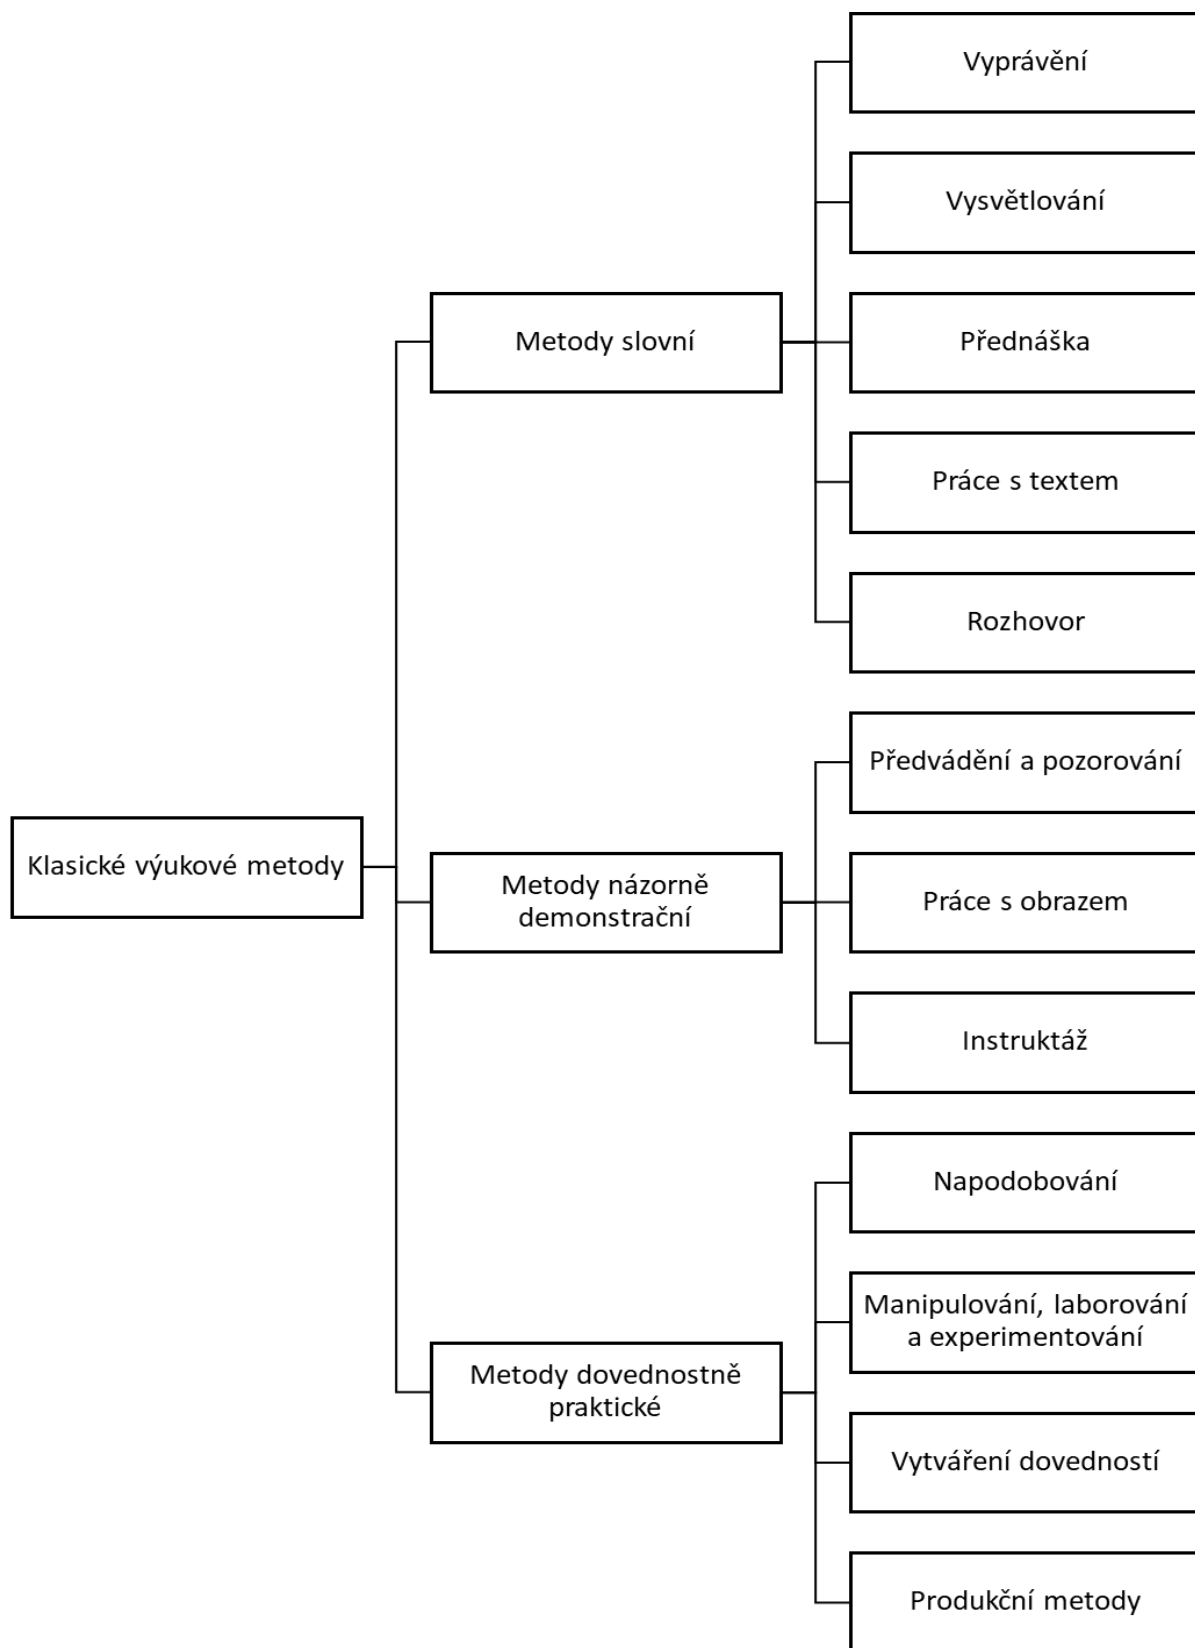 Klasické výukové metody
Metody slovní
Vyprávění
Vysvětlování
Přednáška
Práce s textem
Rozhovor
Metody názorně
demonstrační
Předvádění a pozorování
Práce s obrazem
Instruktáž
Metody dovednostně
praktické
Napodobování
Manipulování, laborování
a experimentování
Vytváření dovedností
Produkční metody